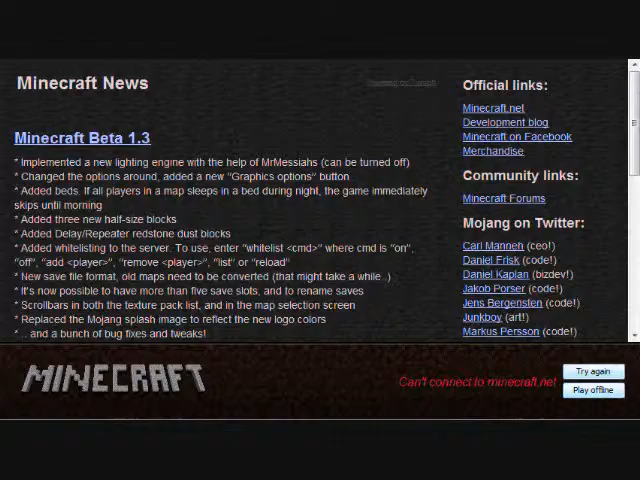 Minecraft News
Minecraft Beta 1.3
* Implemented a new lighting engine with the help of MrMessiahs (can be turned off)
* Changed the options around, added a new "Graphics options" button
* Added beds. If all players in a map sleeps in a bed during night, the game immediately
skips until morning
* Added three new half-size blocks
* Added Delay/Repeater redstone dust blocks
* Added whitelisting to the server. To use, enter "whitelist <cmd>" where cmd is "on",
"off", "add <player>", "remove <player>", "list" or "reload"
* New save file format, old maps need to be converted (that might take a while..)
* It's now possible to have more than five save slots, and to rename saves
* Scrollbars in both the texture pack list, and in the map selection screen
* Replaced the Mojang splash image to reflect the new logo colors
* .. and a bunch of bug fixes and tweaks!
Official links:
Minecraft.net
Development blog
Minecraft on Facebook
Merchandise
Community links:
Minecraft Forums
Mojang on Twitter:
Carl Manneh (ceo!)
Daniel Frisk (code!)
Daniel Kaplan (bizdev!)
Jakob Porser (code!)
Jens Bergensten (code!)
Junkboy (art!)
Markus Persson (code!)
MINECRAFT
Can't connect to minecraft.net
Try again
Play offline